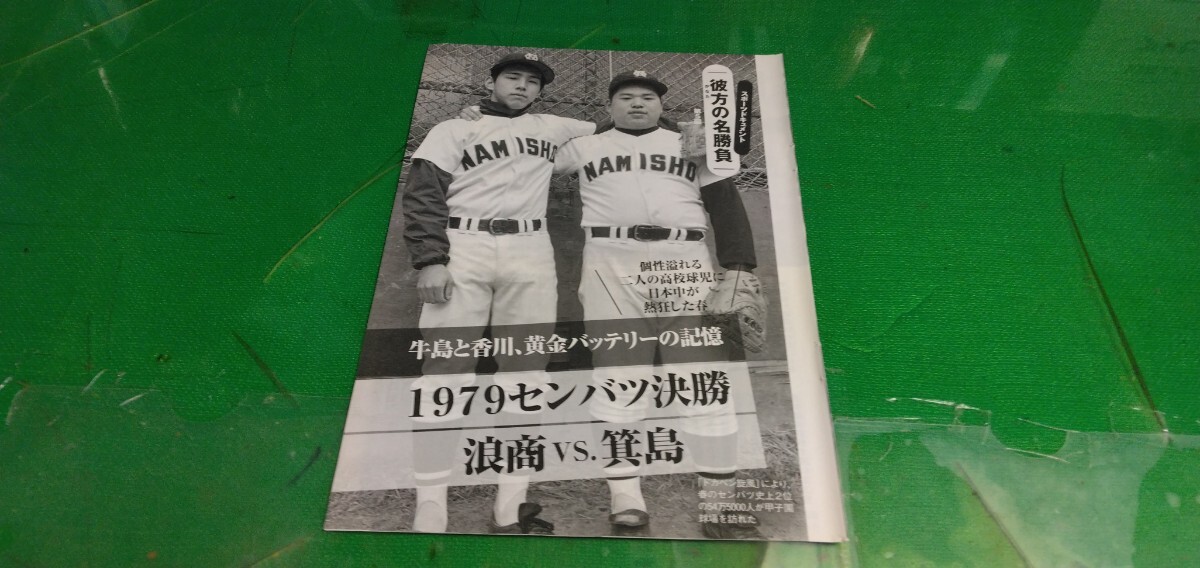 スポーツドキュメント
彼方の名勝負
NAMISHO
NAMISHO
個性溢れる
二人の高校球児に
日本中が
熱狂した春
牛島と香川、黄金バッテリーの記憶
1979センバツ決勝
浪商 vs. 箕島
「ドカベン旋風」により、
春のセンバツ史上2位
の54万5000人が甲子園
球場を訪れた